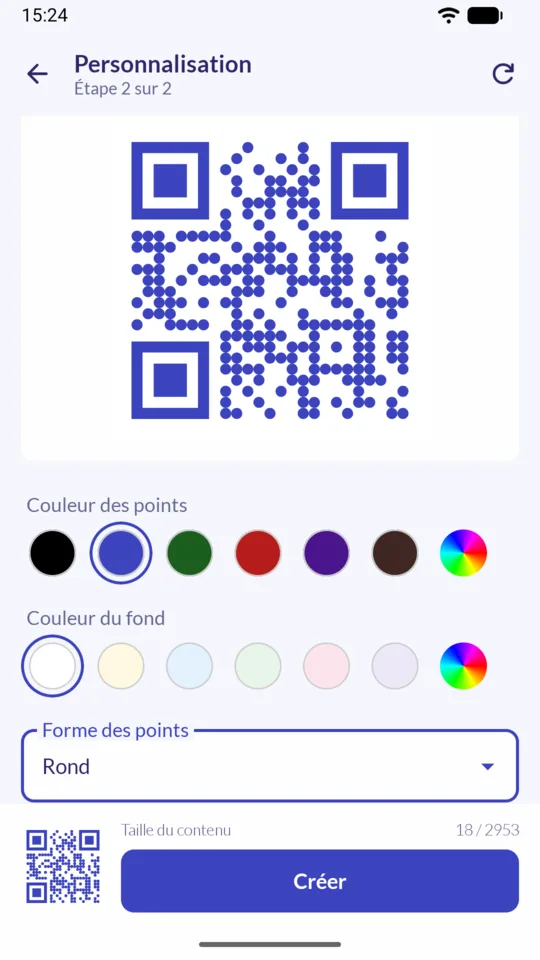 15:24
Personnalisation
Étape 2 sur 2
Couleur des points
Couleur du fond
Forme des points
Rond
Taille du contenu
18 / 2953
Créer